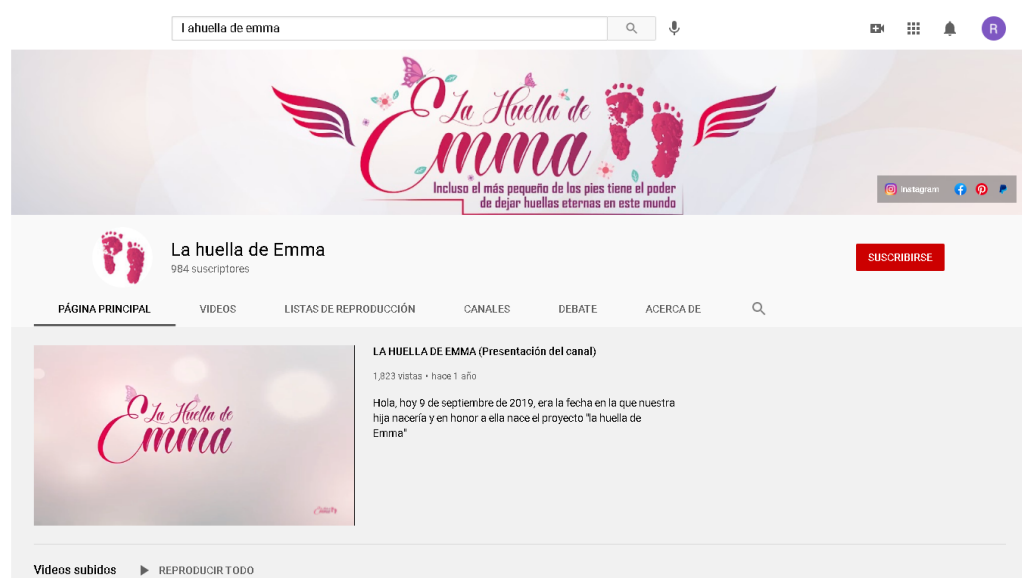 l ahuella de emma
R
La Huella de
Emma
Incluso el más pequeño de los pies tiene el poder
de dejar huellas eternas en este mundo
Instagram
La huella de Emma
984 suscriptores
SUSCRIBIRSE
PÁGINA PRINCIPAL VIDEOS LISTAS DE REPRODUCCIÓN CANALES DEBATE ACERCA DE
La Huella de
Emma
LA HUELLA DE EMMA (Presentación del canal)
1,823 vistas • hace 1 año
Hola, hoy 9 de septiembre de 2019, era la fecha en la que nuestra
hija nacería y en honor a ella nace el proyecto "la huella de
Emma"
Videos subidos REPRODUCIR TODO